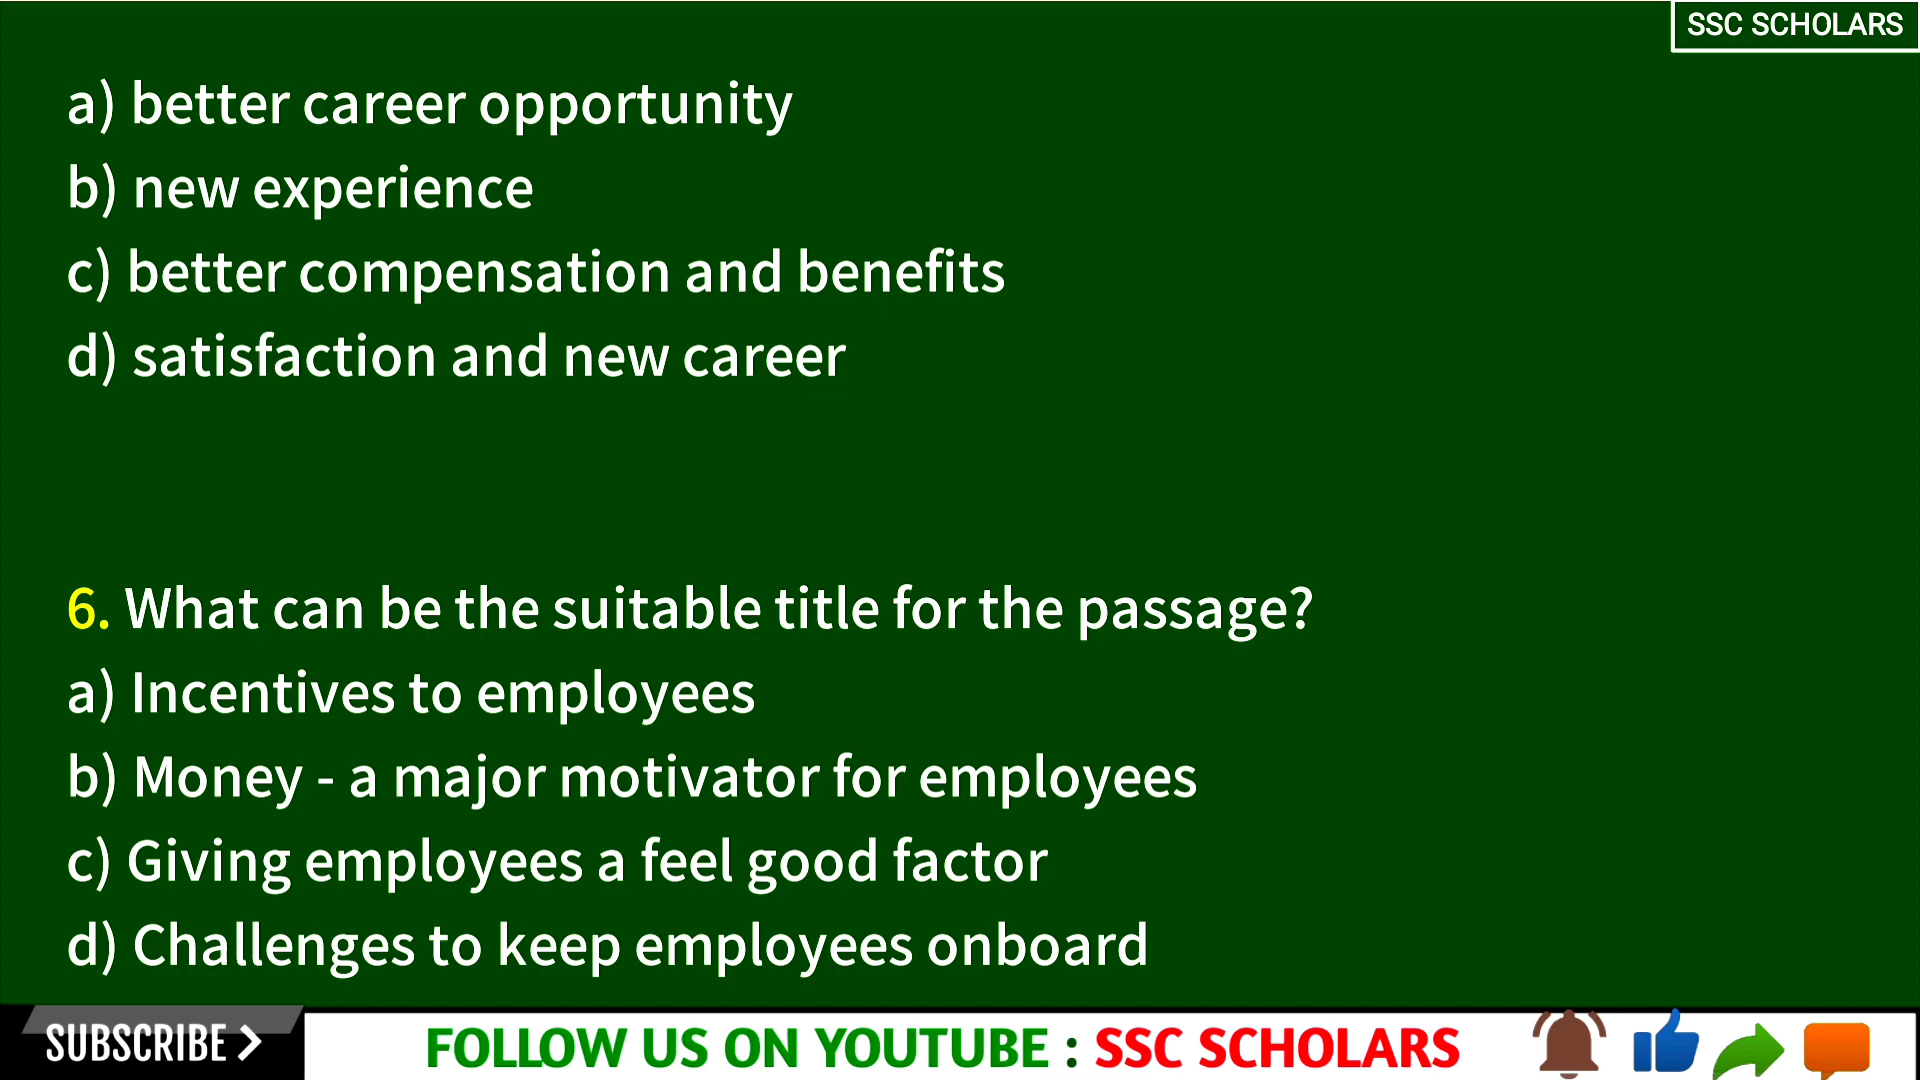 SSC SCHOLARS
a) better career opportunity
b) new experience
c) better compensation and benefits
d) satisfaction and new career
6. What can be the suitable title for the passage?
a) Incentives to employees
b) Money - a major motivator for employees
c) Giving employees a feel good factor
d) Challenges to keep employees onboard
SUBSCRIBE
FOLLOW US ON YOUTUBE : SSC SCHOLARS